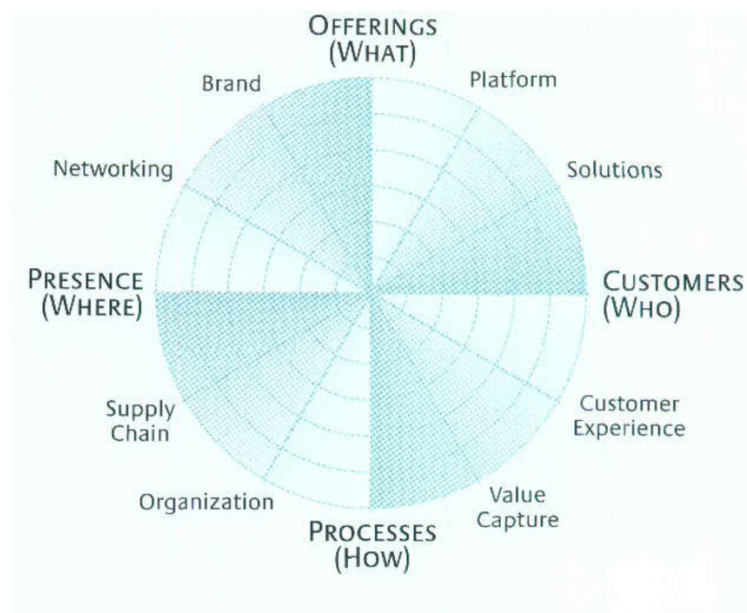 OFFERINGS
(WHAT)
Brand
Platform
Networking
Solutions
PRESENCE
(WHERE)
CUSTOMERS
(WHO)
Supply
Chain
Customer
Experience
Organization
Value
Capture
PROCESSES
(HOW)